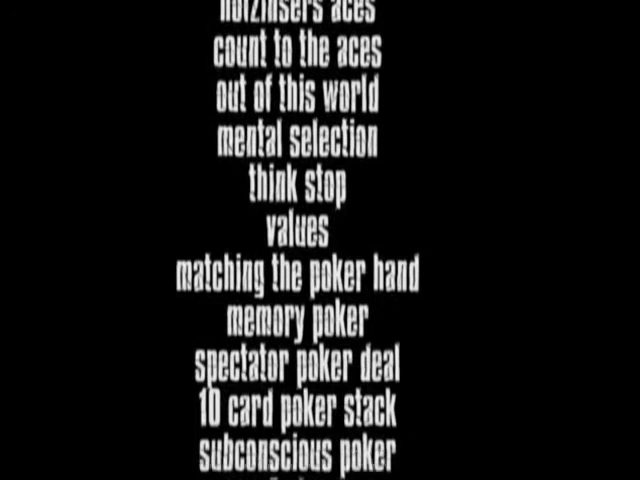 aces
count to the aces
out of this world
mental selection
think stop
values
matching the poker hand
memory poker
spectator poker deal
10 card poker stack
subconscious poker